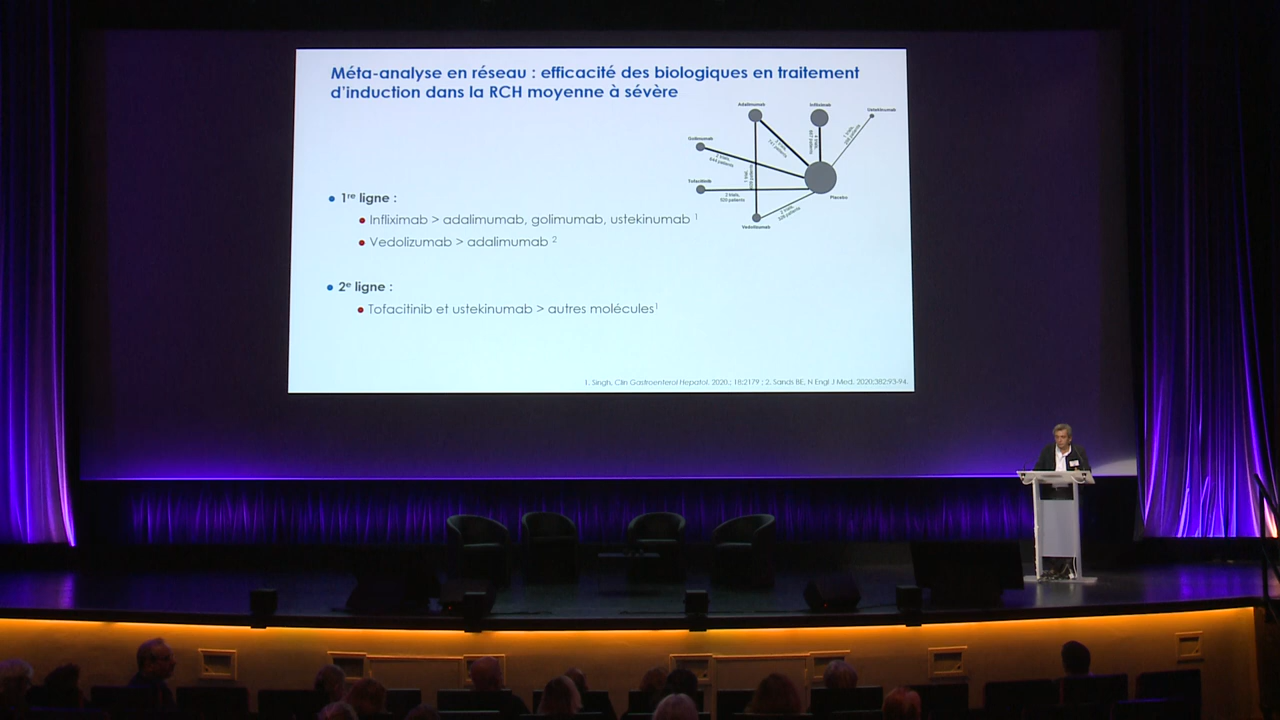 Méta-analyse en réseau : efficacité des biologiques en traitement
d'induction dans la RCH moyenne à sévère
Adalimumab
Infliximab
Ustekinumab
Golimumab
Tofacitinib
Placebo
Vedolizumab
2 trials,
1ʳᵉ ligne :
Infliximab > adalimumab, golimumab, ustekinumab ¹
Vedolizumab > adalimumab ²
2ᵉ ligne :
Tofacitinib et ustekinumab > autres molécules¹
1. Singh, Clin Gastroenterol Hepatol. 2020.; 18:2179 ; 2. Sands BE, N Engl J Med. 2020;382:93-94.